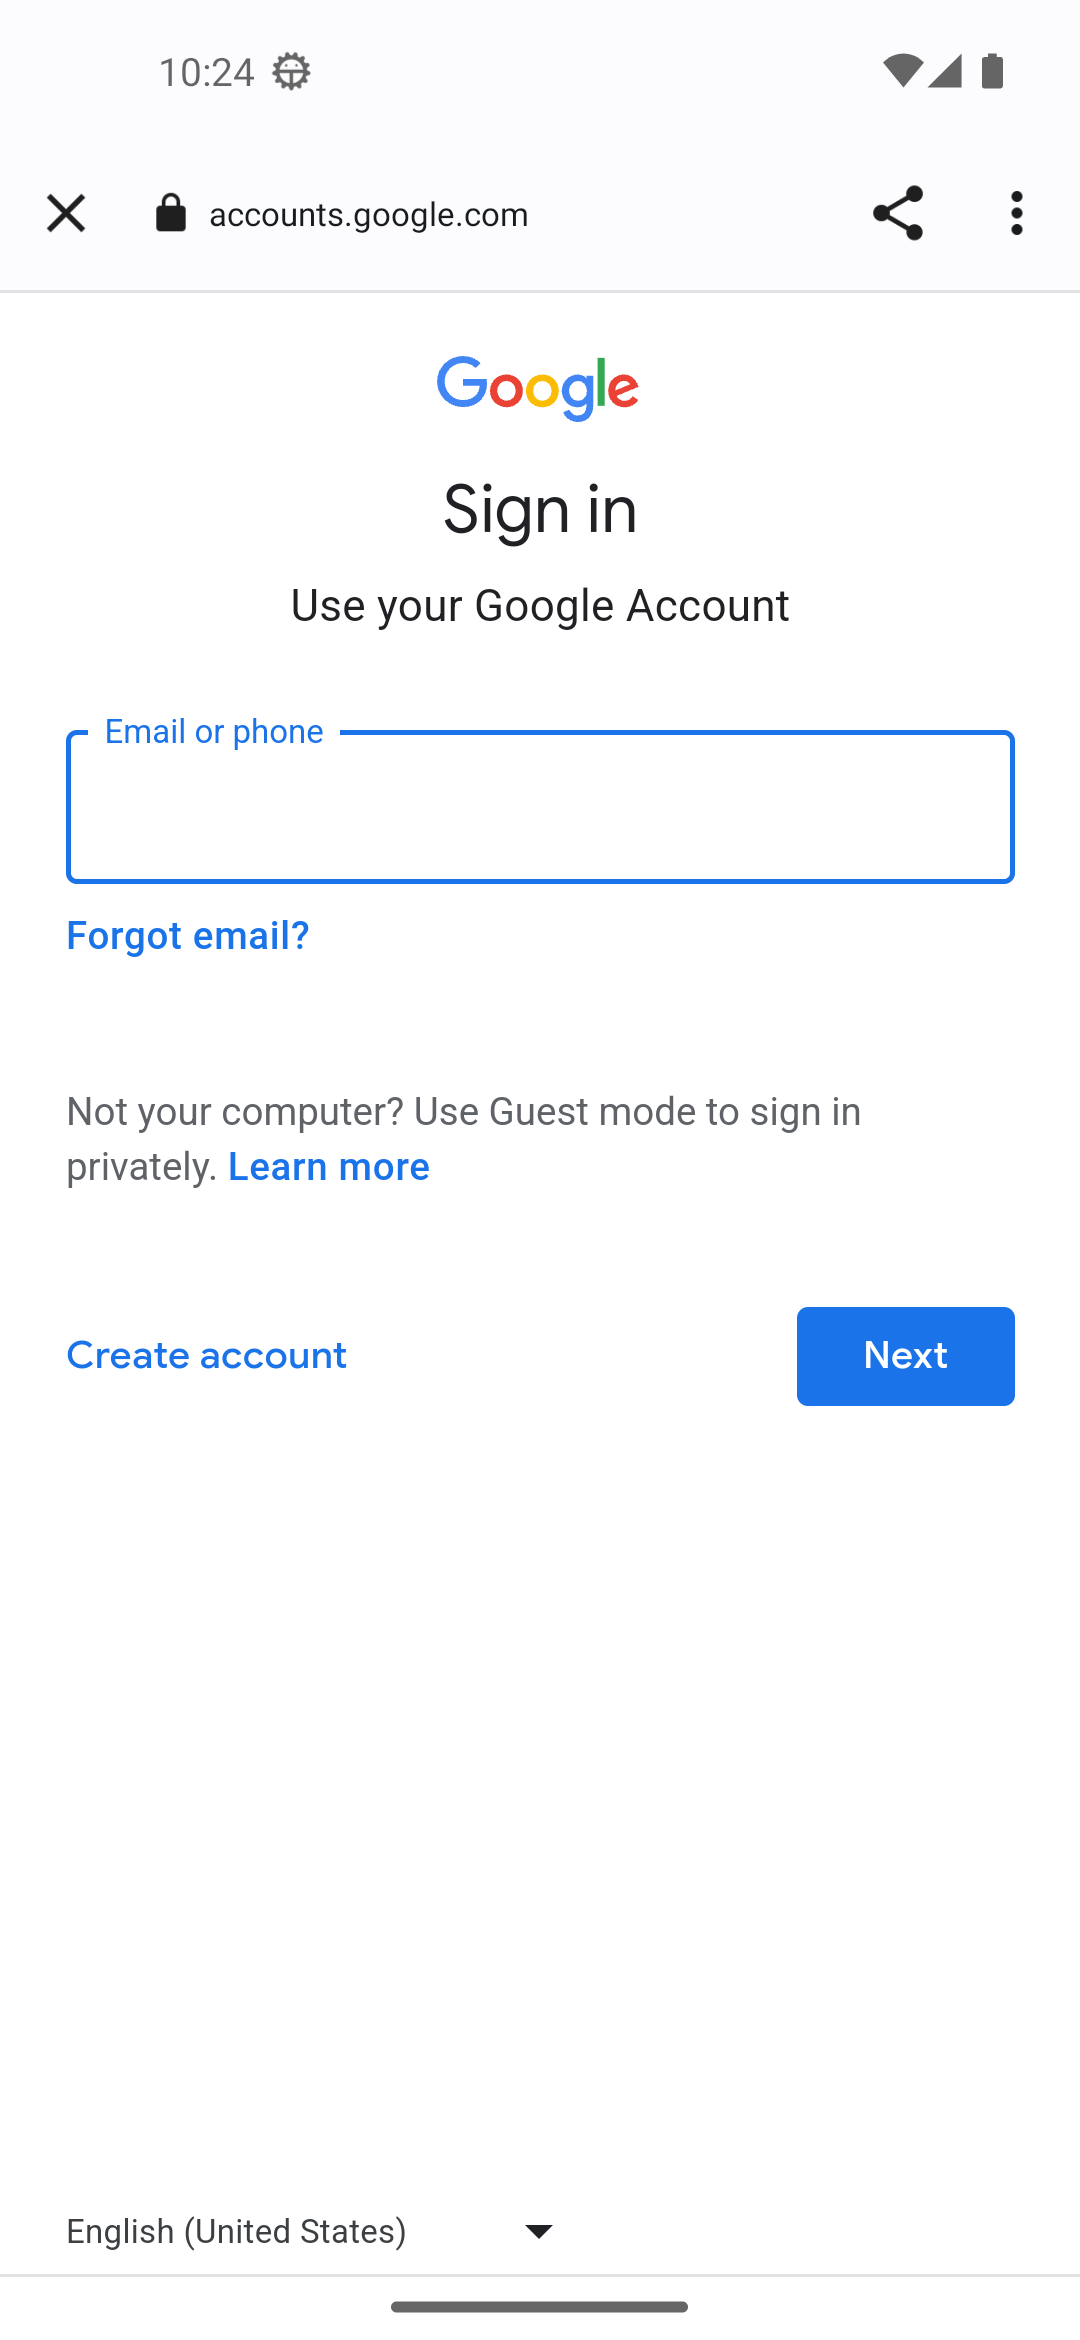 10:24
accounts.google.com
Google
Sign in
Use your Google Account
Email or phone
Forgot email?
Not your computer? Use Guest mode to sign in
privately. Learn more
Create account
Next
English (United States)